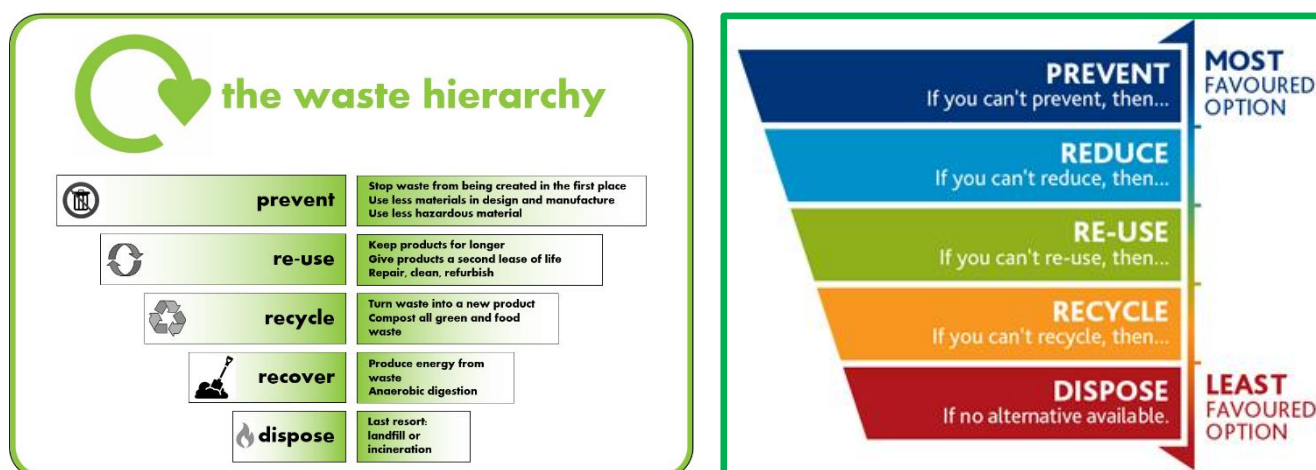 the waste hierarchy
prevent
Stop waste from being created in the first place
Use less materials in design and manufacture
Use less hazardous material
re-use
Keep products for longer
Give products a second lease of life
Repair, clean, refurbish
recycle
Turn waste into a new product
Compost all green and food
waste
recover
Produce energy from
waste
Anaerobic digestion
dispose
Last resort:
landfill or
incineration
PREVENT
If you can't prevent, then...
REDUCE
If you can't reduce, then...
RE-USE
If you can't re-use, then...
RECYCLE
If you can't recycle, then...
DISPOSE
If no alternative available.
MOST
FAVOURED
OPTION
LEAST
FAVOURED
OPTION